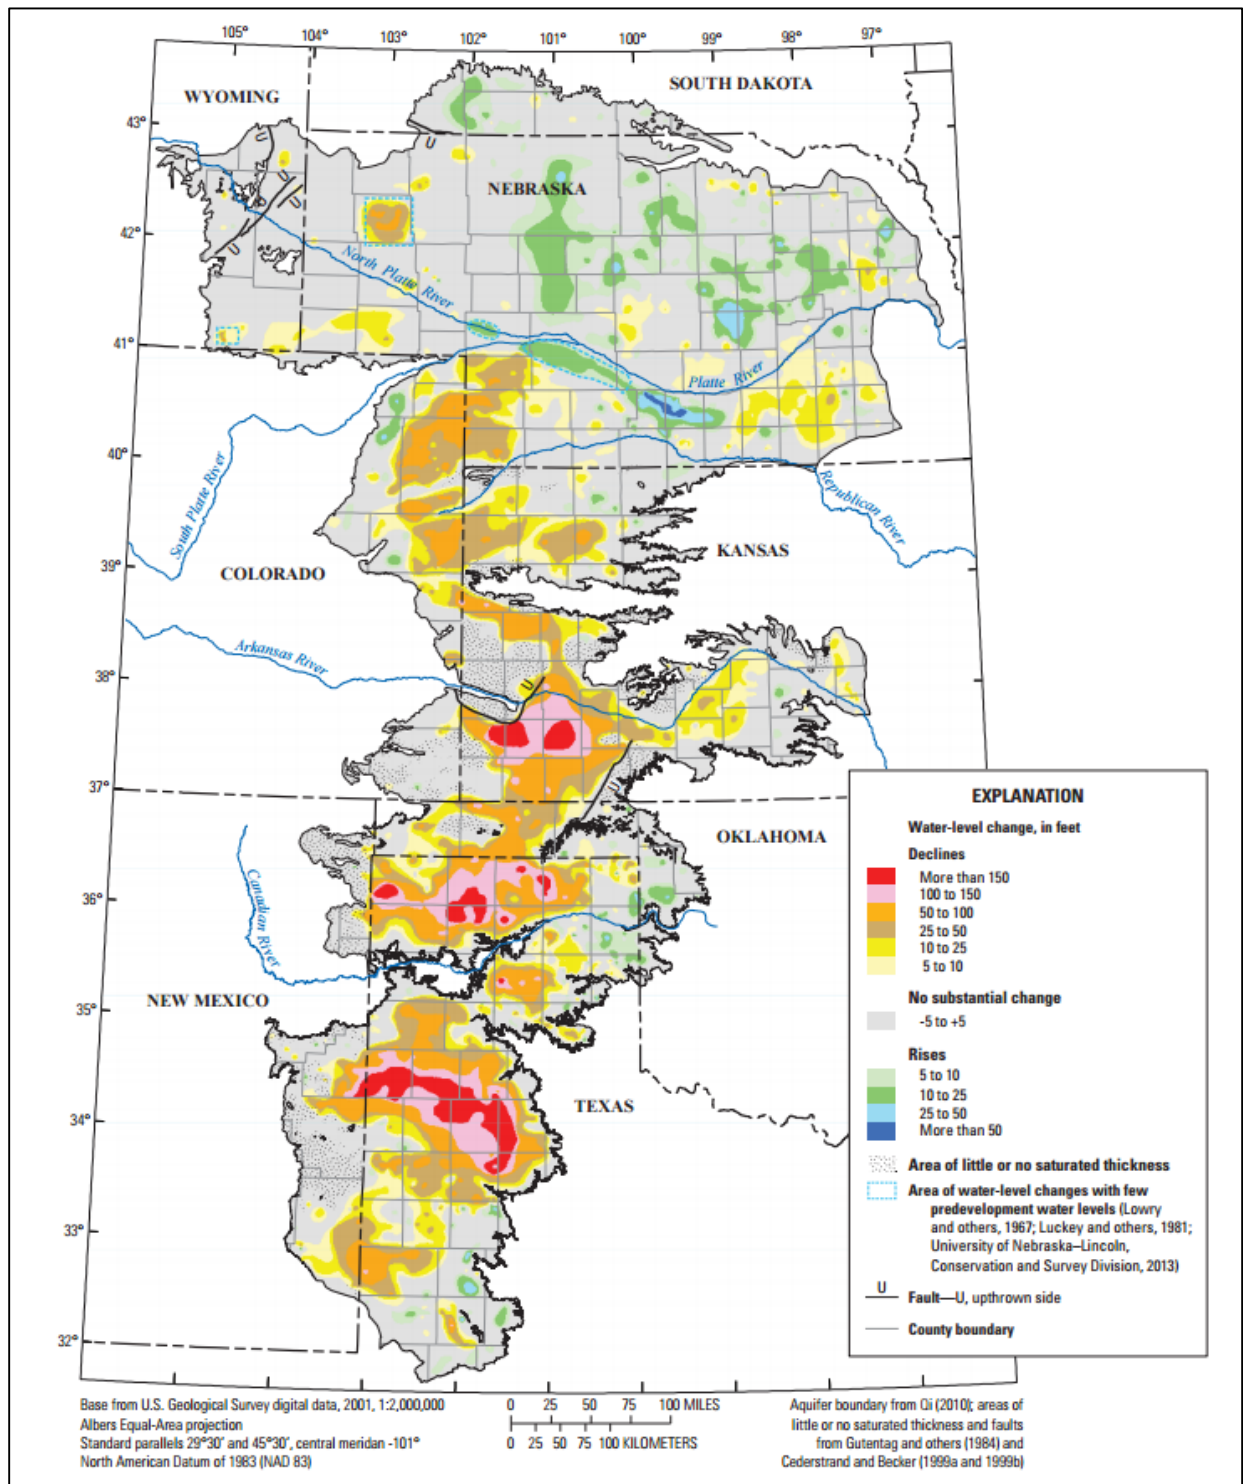 105° 104° 103° 102° 101° 100° 99° 98° 97°
SOUTH DAKOTA
WYOMING
43°
U
U
U
U
NEBRASKA
42°
North Platte River
41°
Platte River
40°
South Platte River
Republican River
KANSAS
COLORADO
39°
Arkansas River
38°
U
37°
U
OKLAHOMA
Canadian River
36°
NEW MEXICO
35°
TEXAS
34°
33°
32°
EXPLANATION
Water-level change, in feet
Declines
More than 150
100 to 150
50 to 100
25 to 50
10 to 25
5 to 10
No substantial change
-5 to +5
Rises
5 to 10
10 to 25
25 to 50
More than 50
Area of little or no saturated thickness
Area of water-level changes with few
predevelopment water levels (Lowry
and others, 1967; Luckey and others, 1981;
University of Nebraska–Lincoln,
Conservation and Survey Division, 2013)
U
Fault—U, upthrown side
County boundary
Base from U.S. Geological Survey digital data, 2001, 1:2,000,000
Albers Equal-Area projection
Standard parallels 29°30' and 45°30', central meridian -101°
North American Datum of 1983 (NAD 83)
0 25 50 75 100 MILES
0 25 50 75 100 KILOMETERS
Aquifer boundary from Qi (2010); areas of
little or no saturated thickness and faults
from Gutentag and others (1984) and
Cederstrand and Becker (1999a and 1999b)